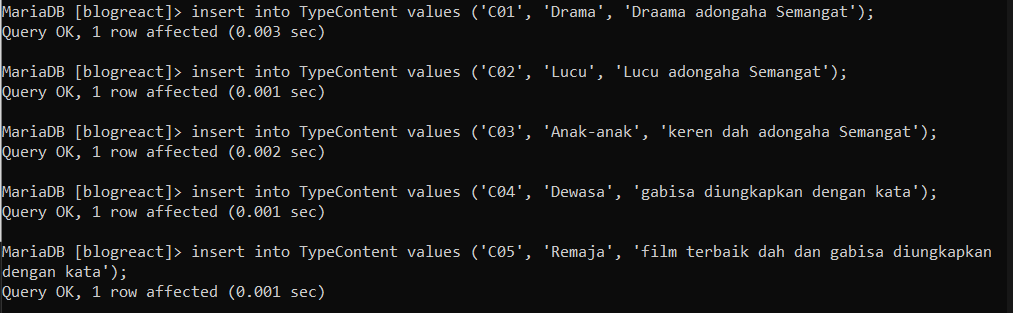 MariaDB [blogreact]> insert into TypeContent values ('C01', 'Drama', 'Draama adongaha Semangat');
Query OK, 1 row affected (0.003 sec)
MariaDB [blogreact]> insert into TypeContent values ('C02', 'Lucu', 'Lucu adongaha Semangat');
Query OK, 1 row affected (0.001 sec)
MariaDB [blogreact]> insert into TypeContent values ('C03', 'Anak-anak', 'keren dah adongaha Semangat');
Query OK, 1 row affected (0.002 sec)
MariaDB [blogreact]> insert into TypeContent values ('C04', 'Dewasa', 'gabisa diungkapkan dengan kata');
Query OK, 1 row affected (0.001 sec)
MariaDB [blogreact]> insert into TypeContent values ('C05', 'Remaja', 'film terbaik dah dan gabisa diungkapkan
dengan kata');
Query OK, 1 row affected (0.001 sec)